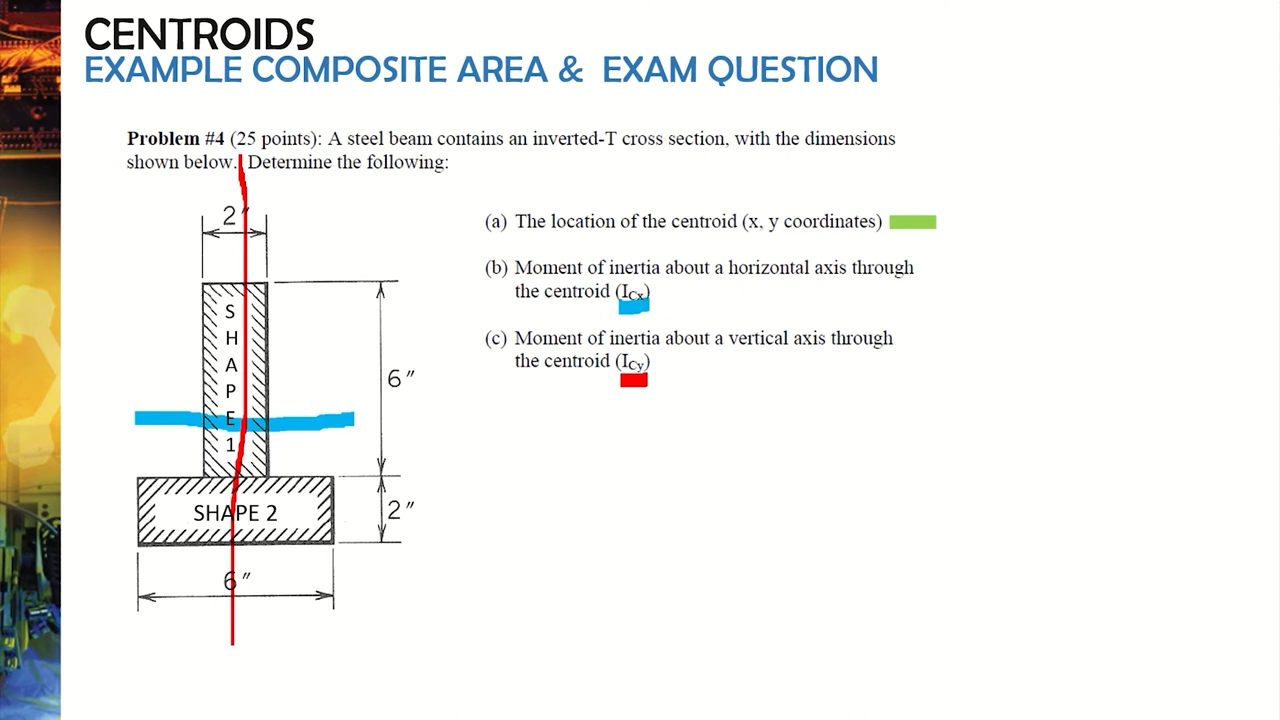 CENTROIDS
EXAMPLE COMPOSITE AREA & EXAM QUESTION
Problem #4 (25 points): A steel beam contains an inverted-T cross section, with the dimensions
shown below. Determine the following:
2"
(a) The location of the centroid (x, y coordinates)
(b) Moment of inertia about a horizontal axis through
the centroid (ICx)
(c) Moment of inertia about a vertical axis through
the centroid (ICy)
S
H
A
P
E
1
6"
SHAPE 2
2"
6"